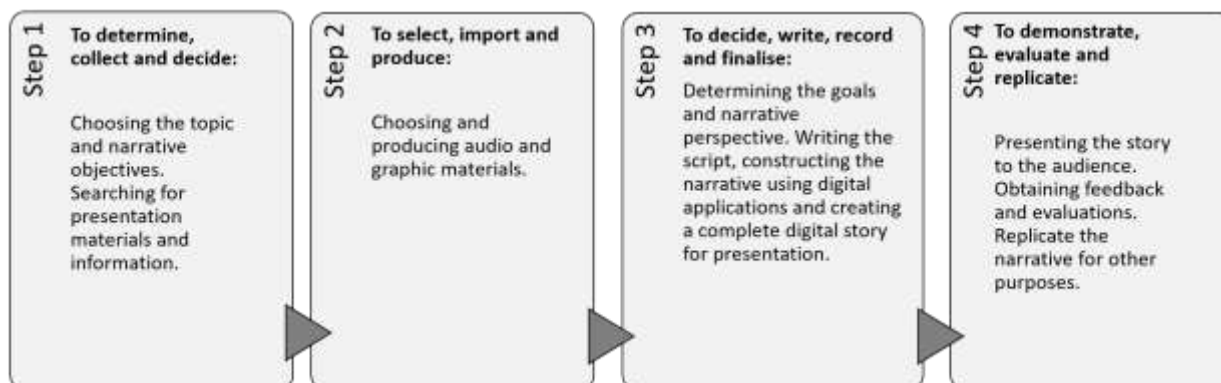 Step 1
To determine,
collect and decide:
Choosing the topic
and narrative
objectives.
Searching for
presentation
materials and
information.
Step 2
To select, import and
produce:
Choosing and
producing audio and
graphic materials.
Step 3
To decide, write, record
and finalise:
Determining the goals
and narrative
perspective. Writing the
script, constructing the
narrative using digital
applications and creating
a complete digital story
for presentation.
Step 4
To demonstrate,
evaluate and
replicate:
Presenting the story
to the audience.
Obtaining feedback
and evaluations.
Replicate the
narrative for other
purposes.